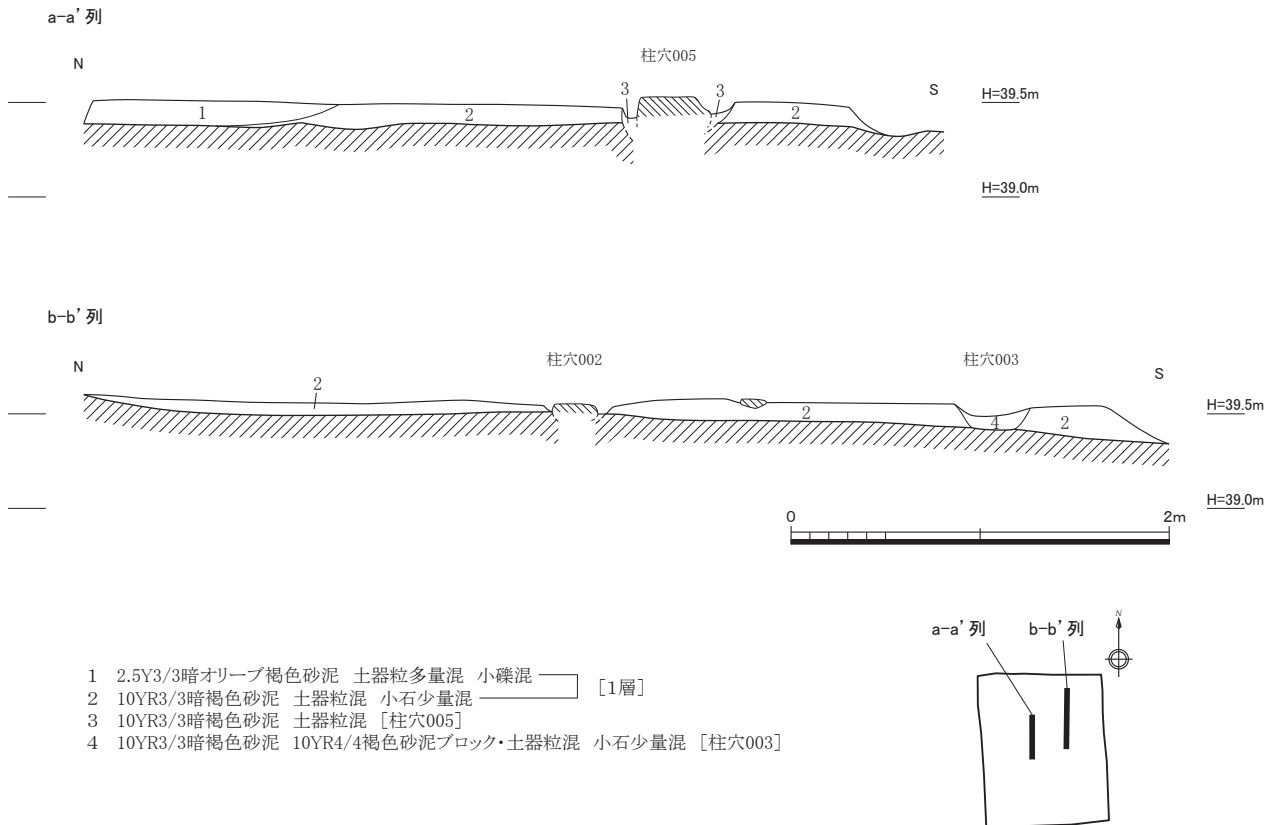 a-a’列
柱穴005
N
S
H=39.5m
1
2
3
3
2
H=39.0m
b-b’列
柱穴002
柱穴003
N
S
2
2
4
2
H=39.5m
H=39.0m
0
2m
a-a’列
b-b’列
N
1 2.5Y3/3暗オリーブ褐色砂泥 土器粒多量混 小礫混
2 10YR3/3暗褐色砂泥 土器粒混 小石少量混
[1層]
3 10YR3/3暗褐色砂泥 土器粒混 [柱穴005]
4 10YR3/3暗褐色砂泥 10YR4/4褐色砂泥ブロック・土器粒混 小石少量混 [柱穴003]